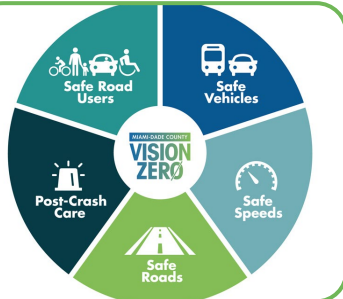 Safe Road
Users
Safe
Vehicles
Post-Crash
Care
MIAMI-DADE COUNTY
VISION
ZERØ
Safe
Speeds
Safe
Roads